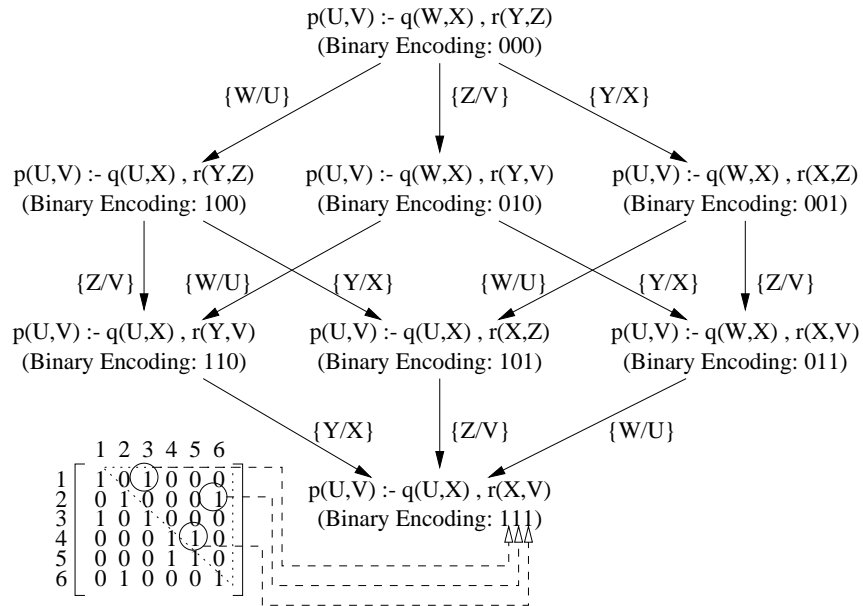 p(U,V) :- q(W,X) , r(Y,Z)
(Binary Encoding: 000)
{W/U} {Z/V} {Y/X}
p(U,V) :- q(U,X) , r(Y,Z) p(U,V) :- q(W,X) , r(Y,V) p(U,V) :- q(W,X) , r(X,Z)
(Binary Encoding: 100) (Binary Encoding: 010) (Binary Encoding: 001)
{Z/V} {W/U} {Y/X} {W/U} {Y/X} {Z/V}
p(U,V) :- q(U,X) , r(Y,V) p(U,V) :- q(U,X) , r(X,Z) p(U,V) :- q(W,X) , r(X,V)
(Binary Encoding: 110) (Binary Encoding: 101) (Binary Encoding: 011)
{Y/X} {Z/V} {W/U}
p(U,V) :- q(U,X) , r(X,V)
(Binary Encoding: 111)
1 2 3 4 5 6
1 1 0 1 0 0 0
2 0 1 0 0 0 1
3 1 0 1 0 0 0
4 0 0 0 1 1 0
5 0 0 0 1 1 0
6 0 1 0 0 0 1